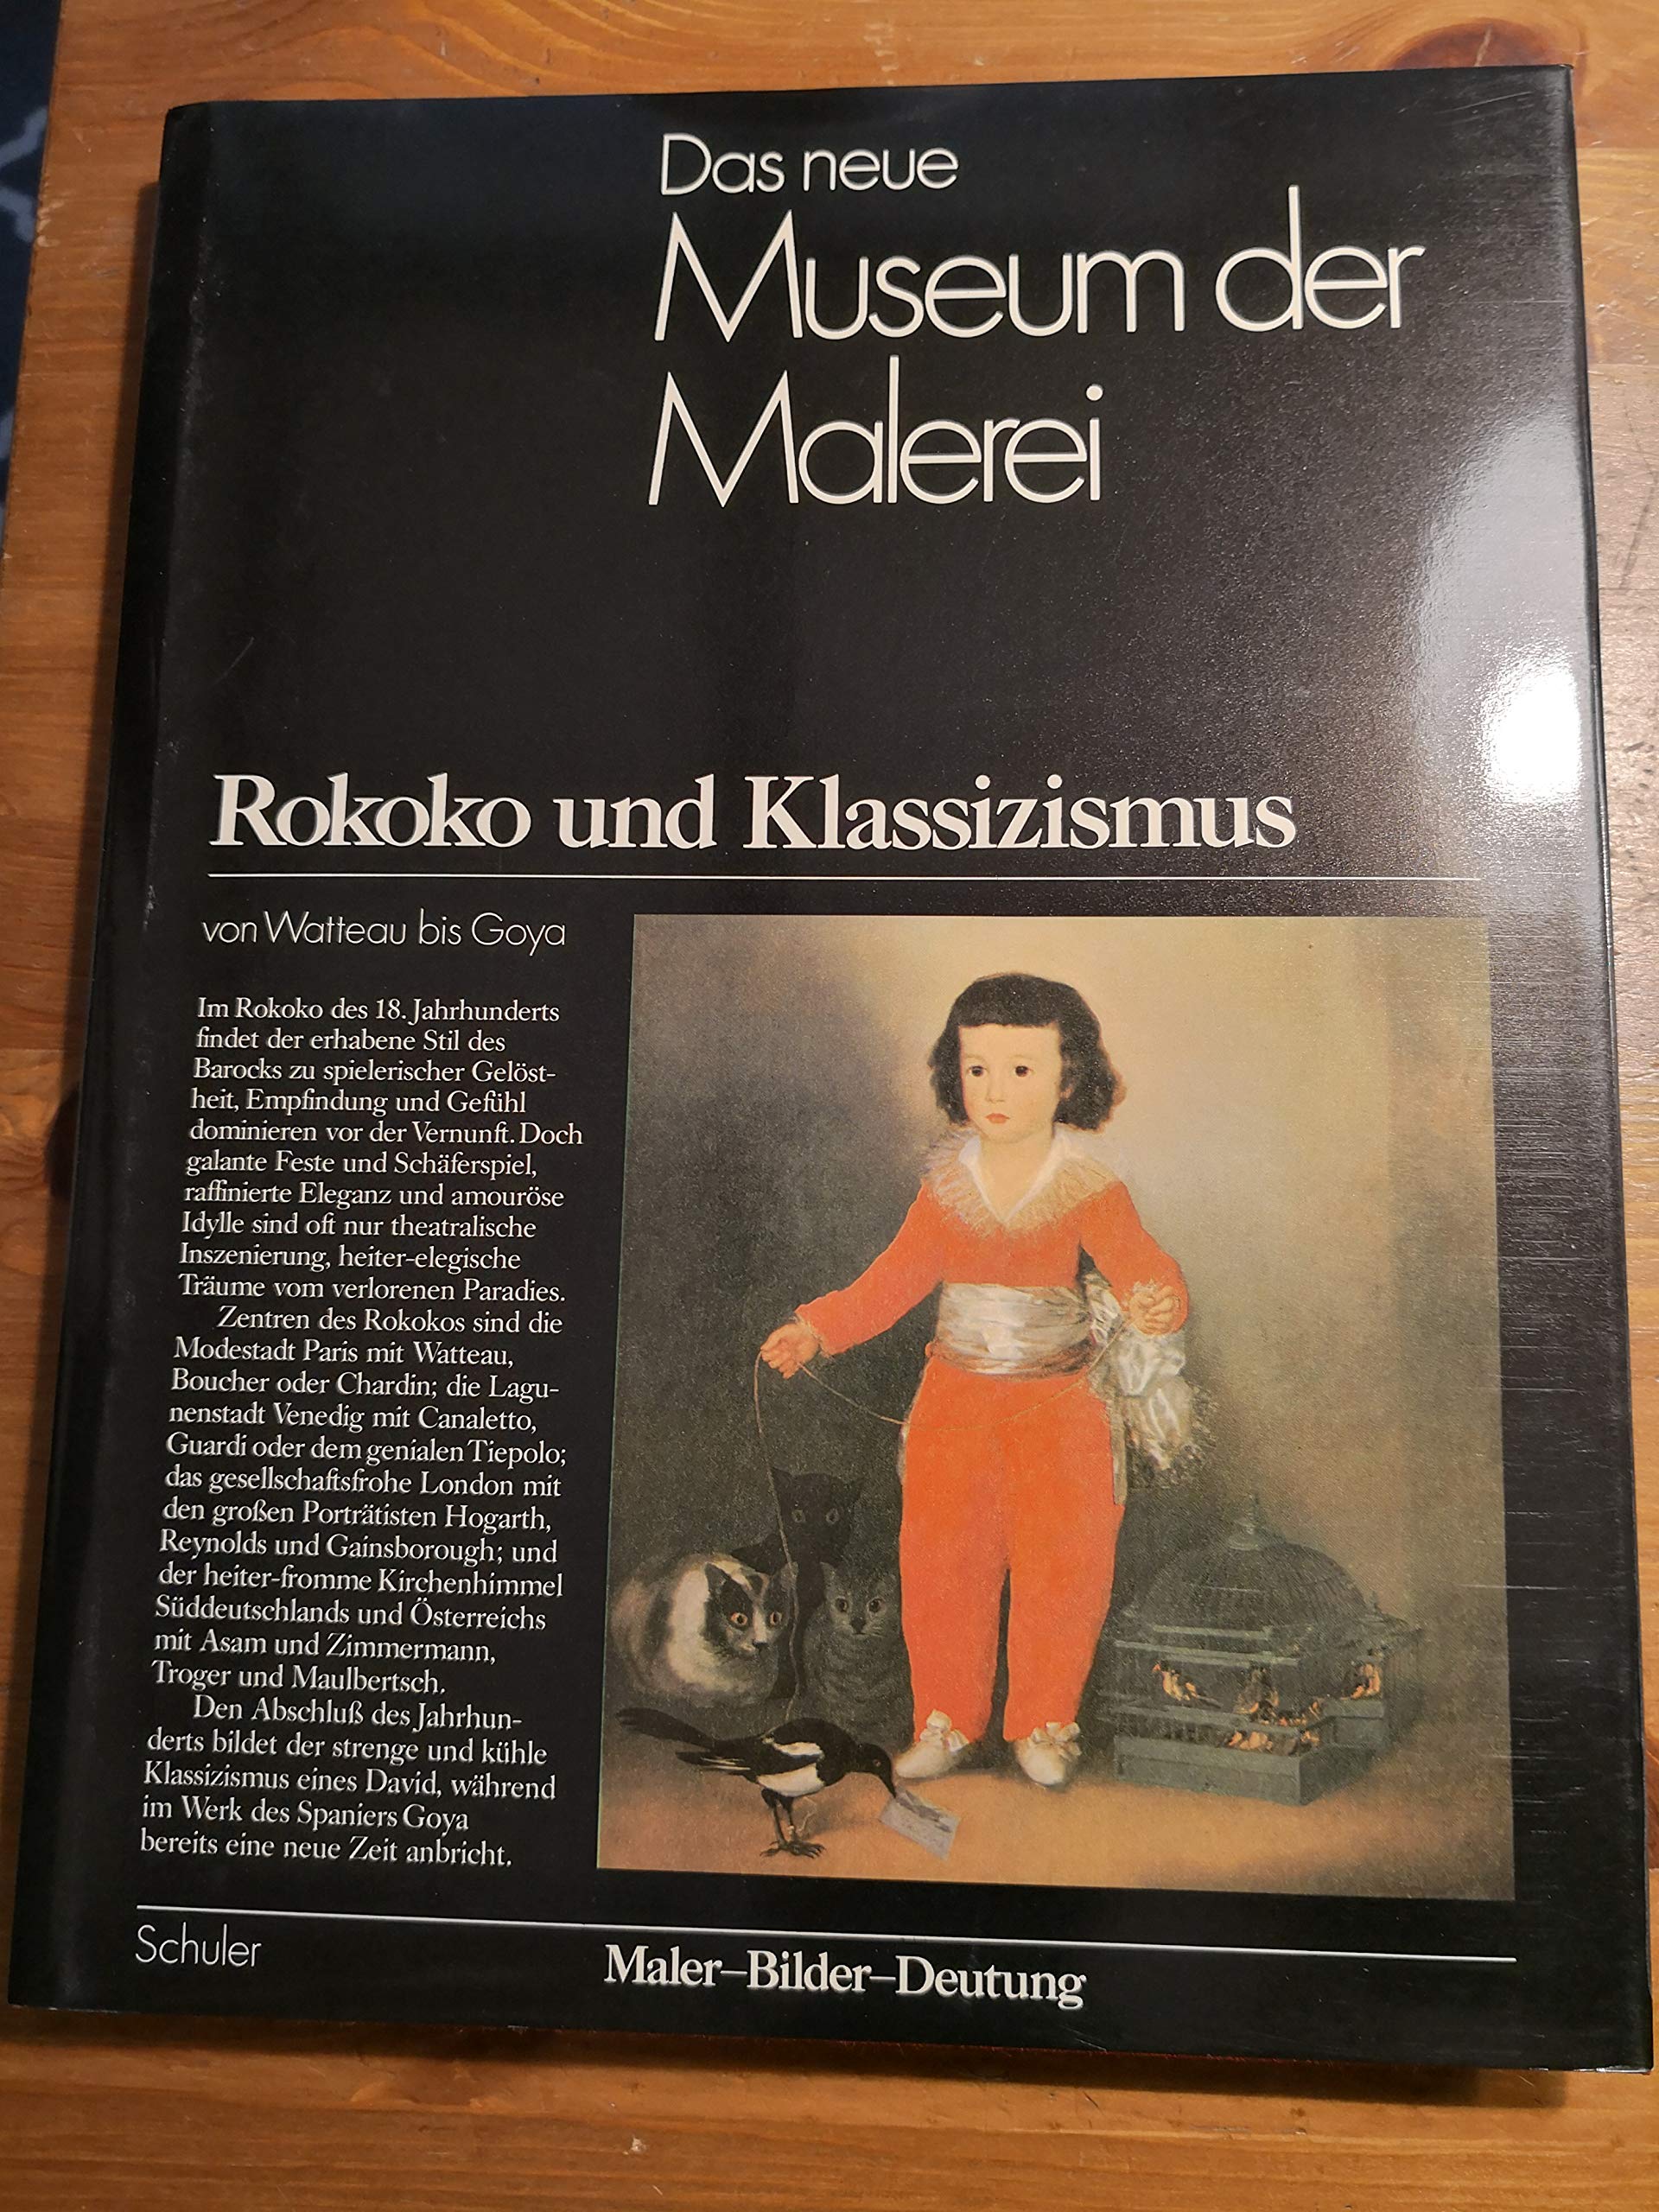 Das neue
Museum der
Malerei
Rokoko und Klassizismus
von Watteau bis Goya
Im Rokoko des 18. Jahrhunderts
findet der erhabene Stil des
Barocks zu spielerischer Gelöst-
heit, Empfindung und Gefühl
dominieren vor der Vernunft. Doch
galante Feste und Schäferspiel,
raffinierte Eleganz und amouröse
Idylle sind oft nur theatralische
Inszenierung, heiter-elegische
Träume vom verlorenen Paradies.
Zentren des Rokokos sind die
Modestadt Paris mit Watteau,
Boucher oder Chardin; die Lagu-
nenstadt Venedig mit Canaletto,
Guardi oder dem genialen Tiepolo;
das gesellschaftsfrohe London mit
den großen Porträtisten Hogarth,
Reynolds und Gainsborough; und
der heiter-fromme Kirchenhimmel
Süddeutschlands und Österreichs
mit Asam und Zimmermann,
Troger und Maulbertsch.
Den Abschluß des Jahrhun-
derts bildet der strenge und kühle
Klassizismus eines David, während
im Werk des Spaniers Goya
bereits eine neue Zeit anbricht.
Schuler
Maler–Bilder–Deutung